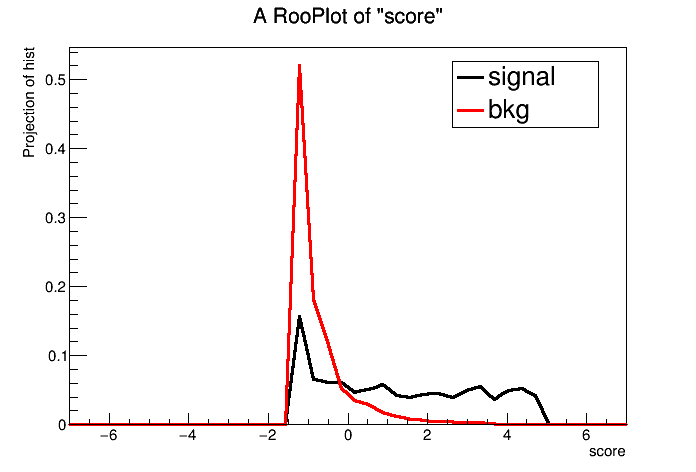 A RooPlot of "score"
Projection of hist
signal
bkg
0.5
0.4
0.3
0.2
0.1
0
−6 −4 −2 0 2 4 6
score